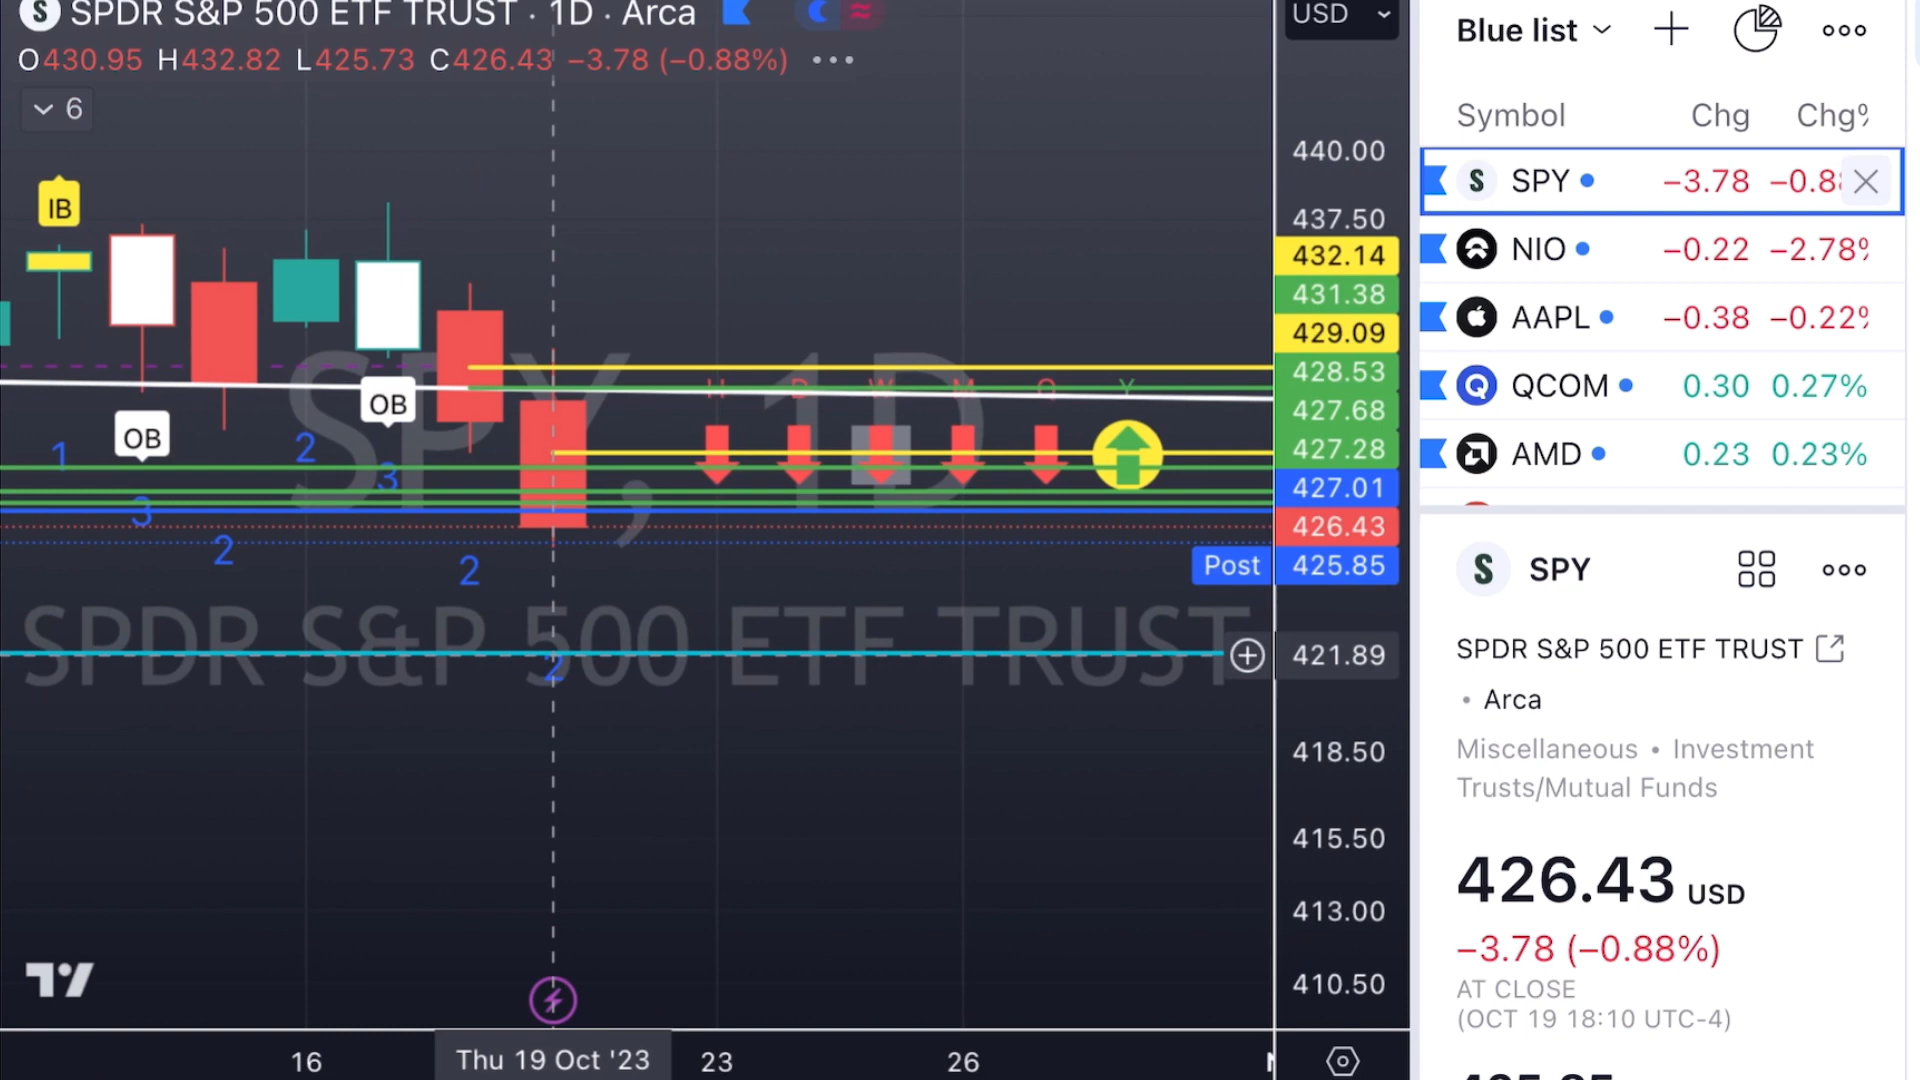 SPDR S&P 500 ETF TRUST · 1D · Arca
O430.95 H432.82 L425.73 C426.43 −3.78 (−0.88%)
6
USD
440.00
437.50
432.14
431.38
429.09
428.53
427.68
427.28
427.01
426.43
Post 425.85
421.89
418.50
415.50
413.00
410.50
IB
OB
OB
1
3
2
2
3
2
2
H D W M Q Y
SPY, 1D
SPDR S&P 500 ETF TRUST
16
Thu 19 Oct '23
23
26
Blue list
Symbol Chg Chg%
SPY −3.78 −0.8
NIO −0.22 −2.78%
AAPL −0.38 −0.22%
QCOM 0.30 0.27%
AMD 0.23 0.23%
SPY
SPDR S&P 500 ETF TRUST
• Arca
Miscellaneous • Investment
Trusts/Mutual Funds
426.43 USD
−3.78 (−0.88%)
AT CLOSE
(OCT 19 18:10 UTC-4)